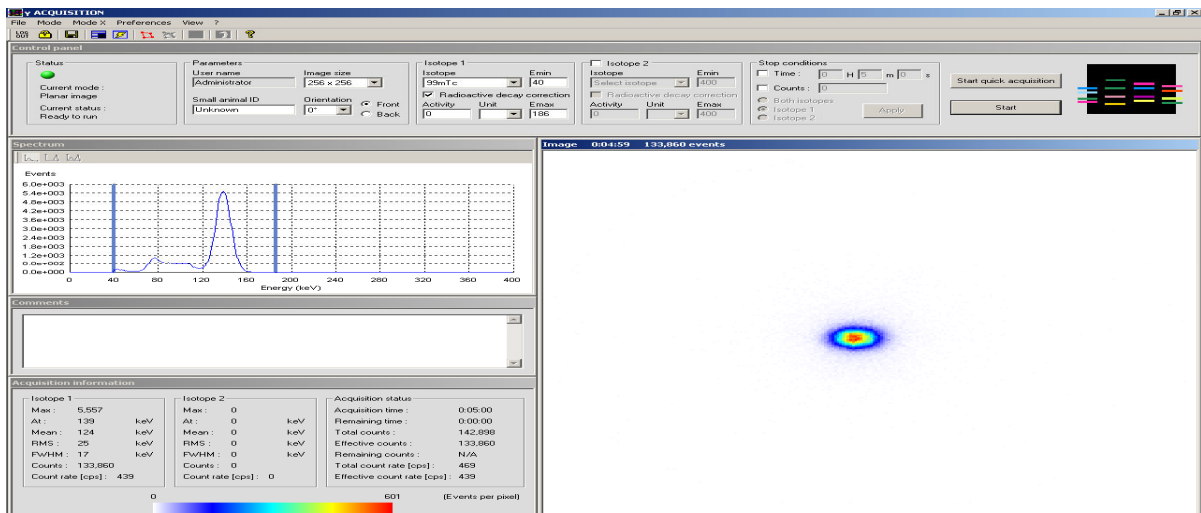 γ ACQUISITION
File Mode Mode X Preferences View ?
LOG OUT
Control panel
Status
Current mode :
Planar image
Current status :
Ready to run
Parameters
User name Image size
Administrator 256 x 256
Small animal ID Orientation Front
Unknown 0° Back
Isotope 1
Isotope Emin
99mTc 40
Radioactive decay correction
Activity Unit Emax
0 186
Isotope 2
Isotope Emin
Select isotope 400
Radioactive decay correction
Activity Unit Emax
0 400
Stop conditions
Time : 0 H 5 m 0 s
Counts : 0
Both isotopes
Isotope 1
Isotope 2
Apply
Start quick acquisition
Start
Spectrum
Events
6.0e+003
5.4e+003
4.8e+003
4.2e+003
3.6e+003
3.0e+003
2.4e+003
1.8e+003
1.2e+003
0.0e+000
0 40 80 120 160 200 240 280 320 360 400
Energy (keV)
Image 0:04:59 133,860 events
Comments
Acquisition information
Isotope 1
Max : 5,557
At : 139 keV
Mean : 124 keV
RMS : 25 keV
FWHM : 17 keV
Counts : 133,860
Count rate [cps] : 439
Isotope 2
Max : 0
At : 0 keV
Mean : 0 keV
RMS : 0 keV
FWHM : 0 keV
Counts : 0
Count rate [cps] : 0
Acquisition status
Acquisition time : 0:05:00
Remaining time : 0:00:00
Total counts : 142,898
Effective counts : 133,860
Remaining counts : N/A
Total count rate [cps] : 469
Effective count rate [cps] : 439
0 601 (Events per pixel)